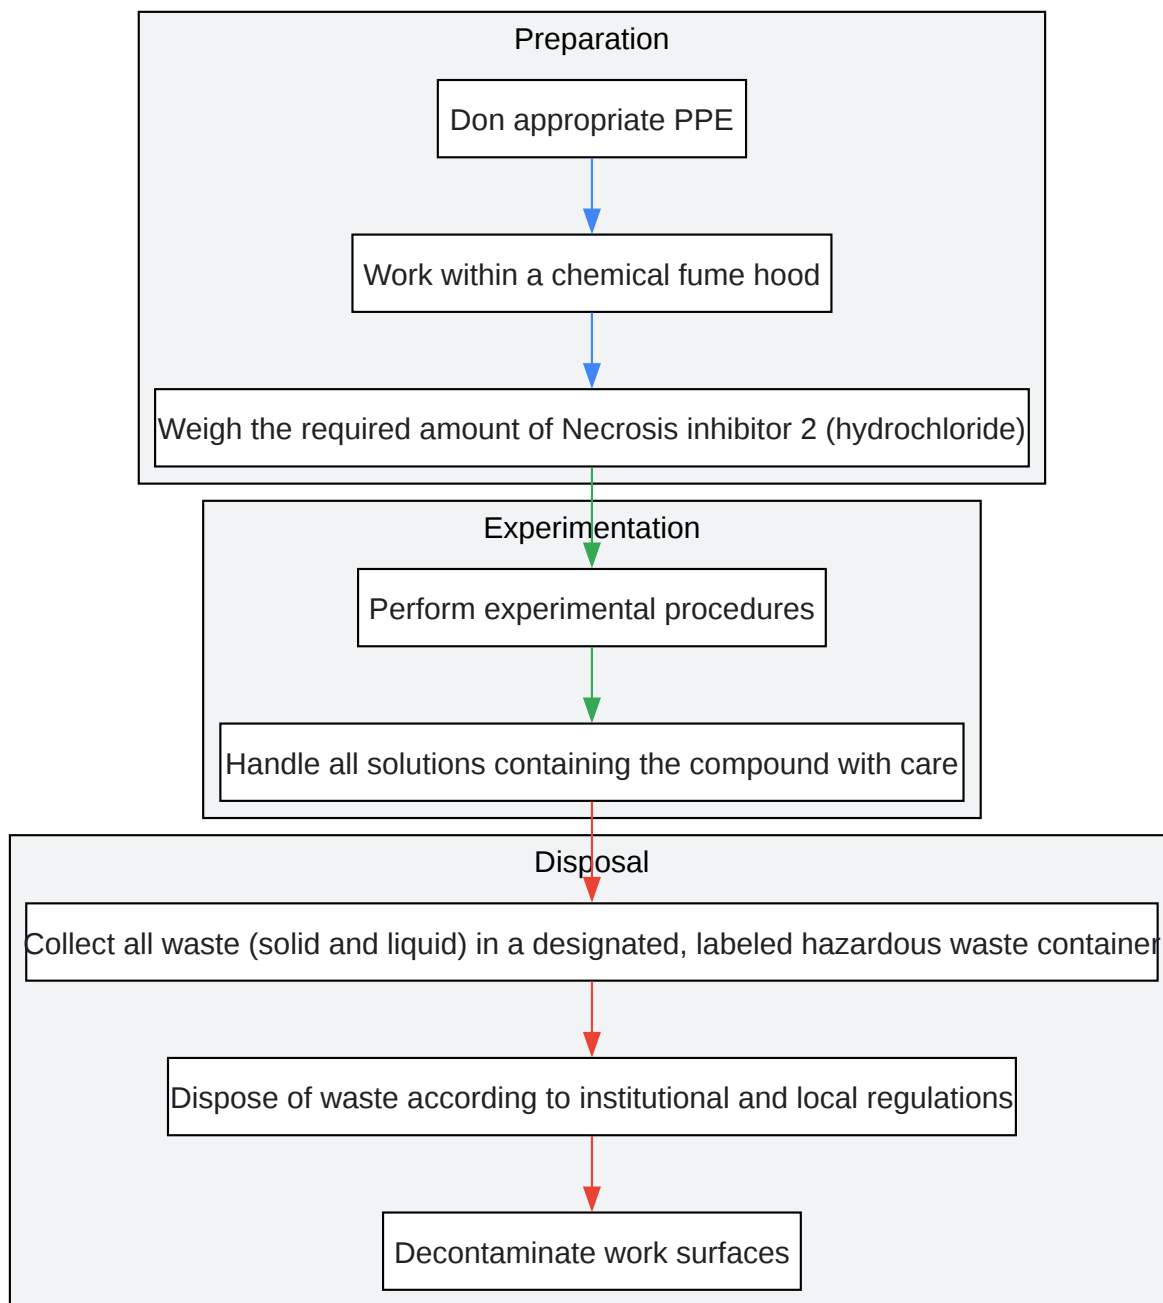 Preparation
Don appropriate PPE
Work within a chemical fume hood
Weigh the required amount of Necrosis inhibitor 2 (hydrochloride)
Experimentation
Perform experimental procedures
Handle all solutions containing the compound with care
Disposal
Collect all waste (solid and liquid) in a designated, labeled hazardous waste container
Dispose of waste according to institutional and local regulations
Decontaminate work surfaces